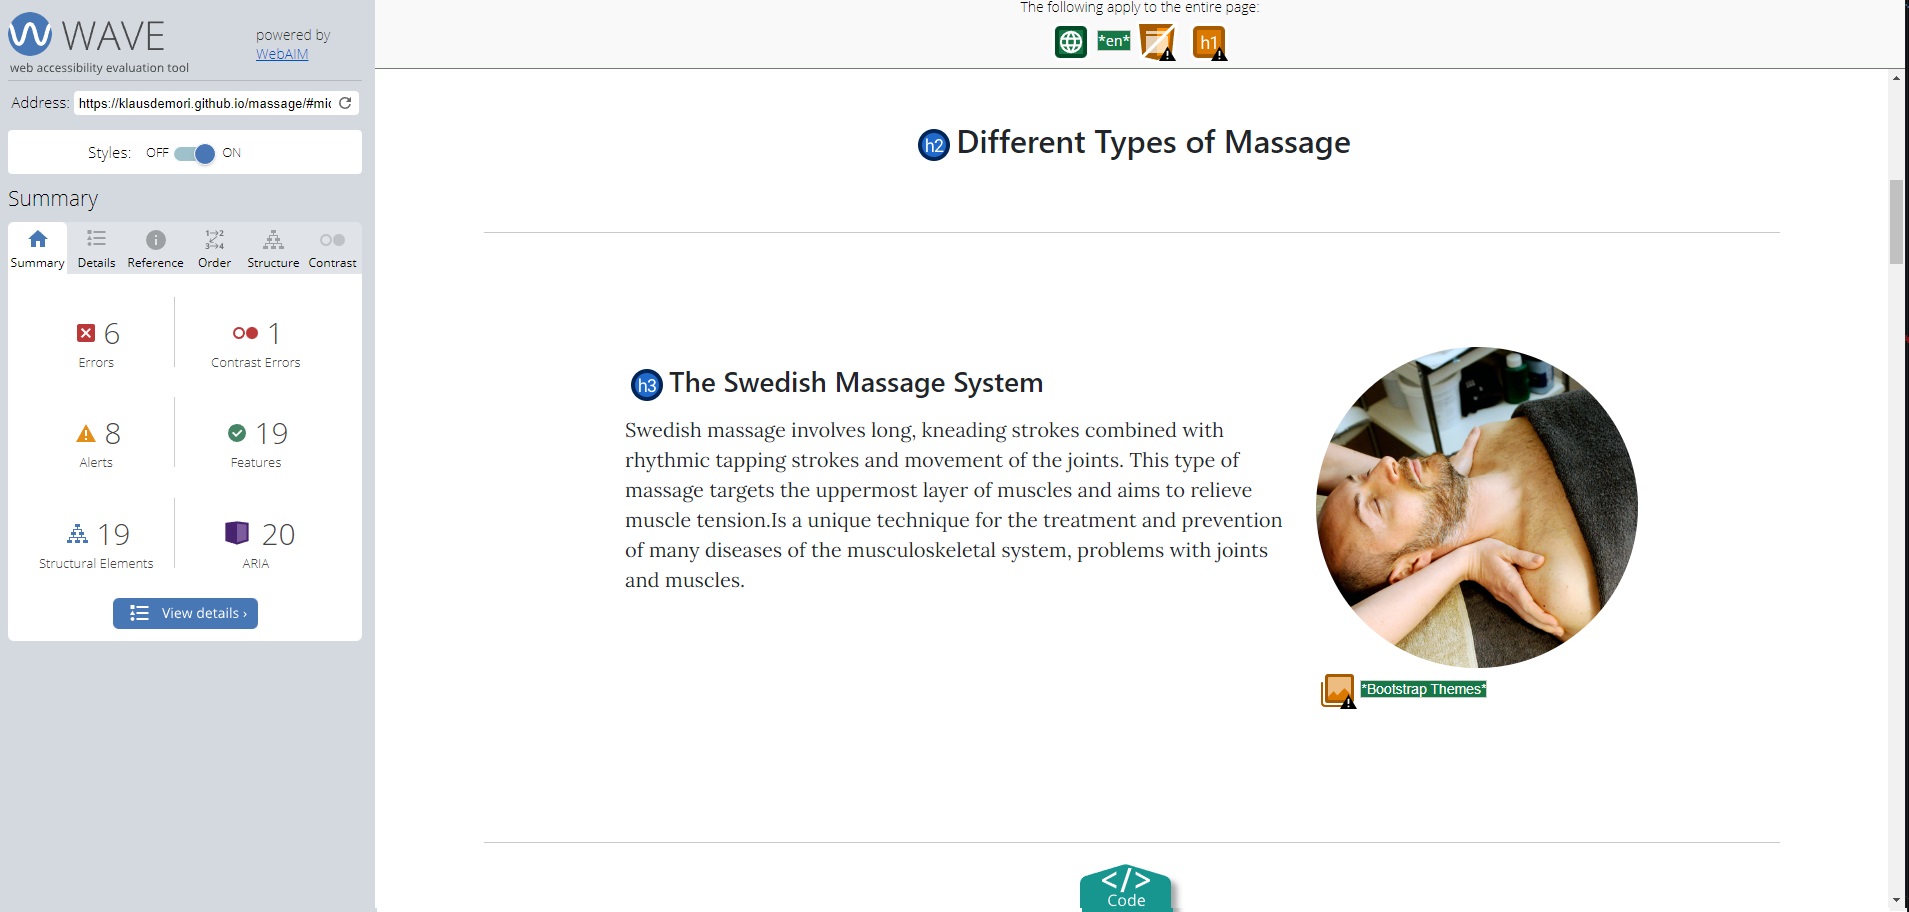 WAVE
powered by
WebAIM
web accessibility evaluation tool
Address: https://klausdemori.github.io/massage/#mic
Styles: OFF ON
Summary
Summary Details Reference Order Structure Contrast
6
Errors
1
Contrast Errors
8
Alerts
19
Features
19
Structural Elements
20
ARIA
View details ›
The following apply to the entire page:
*en* h1
h2 Different Types of Massage
h3 The Swedish Massage System
Swedish massage involves long, kneading strokes combined with
rhythmic tapping strokes and movement of the joints. This type of
massage targets the uppermost layer of muscles and aims to relieve
muscle tension.Is a unique technique for the treatment and prevention
of many diseases of the musculoskeletal system, problems with joints
and muscles.
*Bootstrap Themes*
</>
Code